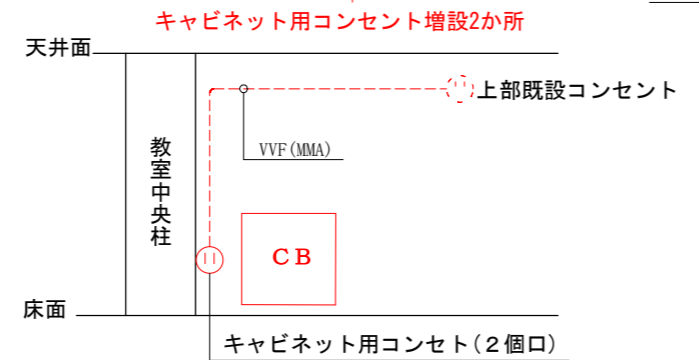 キャビネット用コンセント増設2か所
天井面
上部既設コンセント
VVF(MMA)
教室中央柱
CB
床面
キャビネット用コンセト(2個口)